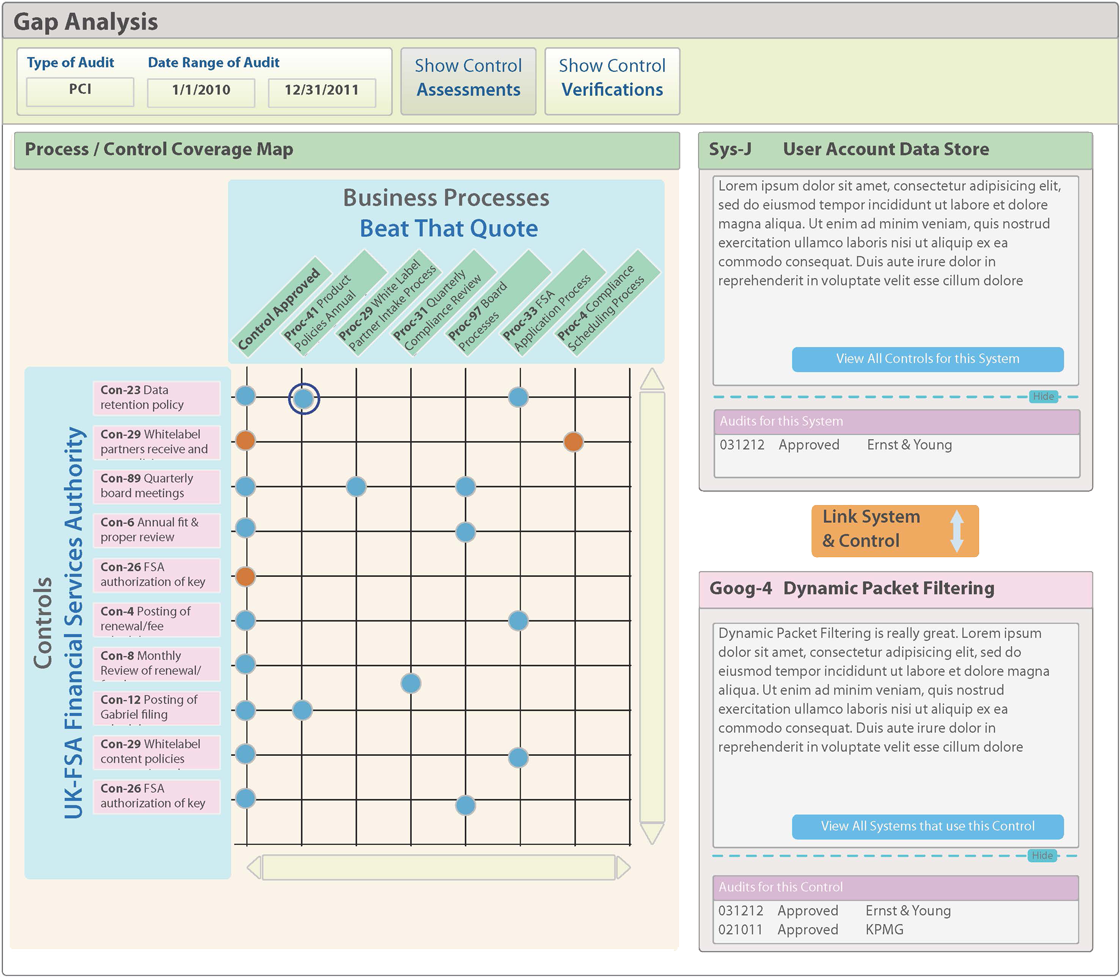 Gap Analysis
Type of Audit
Date Range of Audit
PCI
1/1/2010
12/31/2011
Show Control
Assessments
Show Control
Verifications
Process / Control Coverage Map
Business Processes
Beat That Quote
Control Approved
Proc-41 Product
Policies Annual
Proc-29 White Label
Partner Intake Process
Proc-31 Quarterly
Compliance Review
Proc-97 Board
Processes
Proc-33 FSA
Application Process
Proc-4 Compliance
Scheduling Process
Controls
UK-FSA Financial Services Authority
Con-23 Data
retention policy
Con-29 Whitelabel
partners receive and
Con-89 Quarterly
board meetings
Con-6 Annual fit &
proper review
Con-26 FSA
authorization of key
Con-4 Posting of
renewal/fee
Con-8 Monthly
Review of renewal/
Con-12 Posting of
Gabriel filing
Con-29 Whitelabel
content policies
Con-26 FSA
authorization of key
Sys-J User Account Data Store
Lorem ipsum dolor sit amet, consectetur adipisicing elit,
sed do eiusmod tempor incididunt ut labore et dolore
magna aliqua. Ut enim ad minim veniam, quis nostrud
exercitation ullamco laboris nisi ut aliquip ex ea
commodo consequat. Duis aute irure dolor in
reprehenderit in voluptate velit esse cillum dolore
View All Controls for this System
Hide
Audits for this System
031212 Approved Ernst & Young
Link System
& Control
Goog-4 Dynamic Packet Filtering
Dynamic Packet Filtering is really great. Lorem ipsum
dolor sit amet, consectetur adipisicing elit, sed do
eiusmod tempor incididunt ut labore et dolore magna
aliqua. Ut enim ad minim veniam, quis nostrud
exercitation ullamco laboris nisi ut aliquip ex ea
commodo consequat. Duis aute irure dolor in
reprehenderit in voluptate velit esse cillum dolore
View All Systems that use this Control
Hide
Audits for this Control
031212 Approved Ernst & Young
021011 Approved KPMG